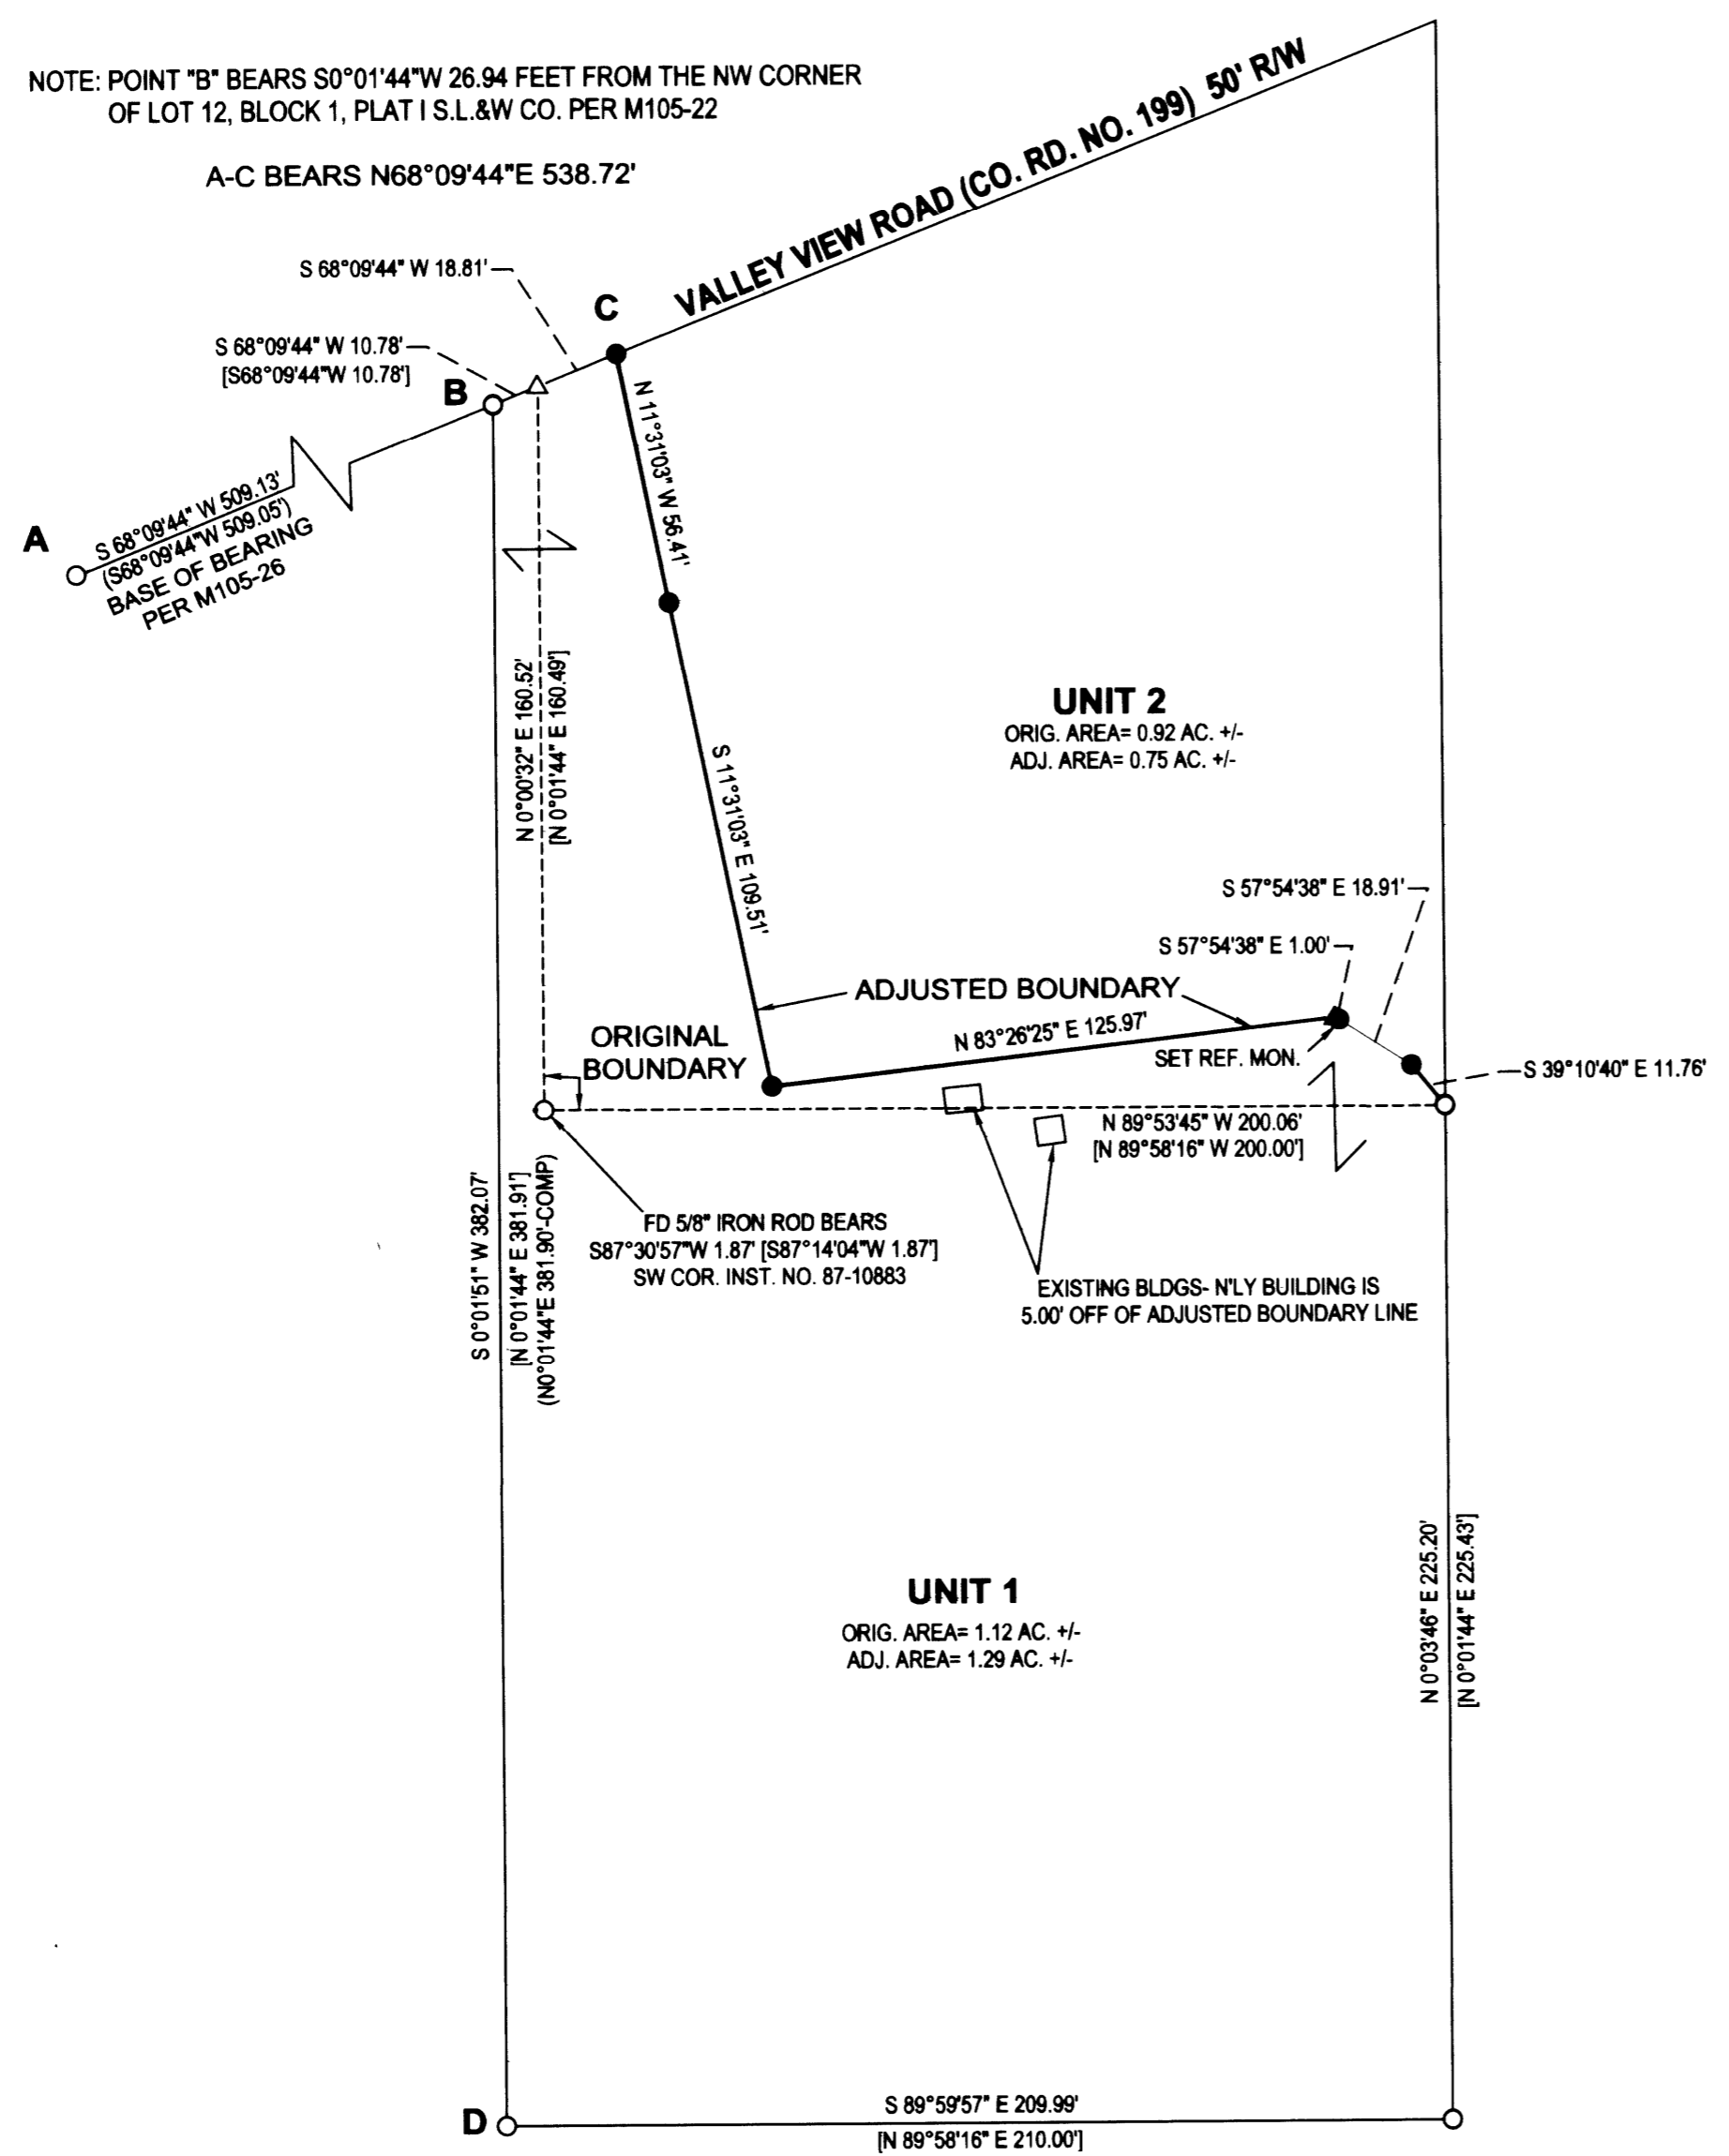 NOTE: POINT "B" BEARS S0°01'44"W 26.94 FEET FROM THE NW CORNER
OF LOT 12, BLOCK 1, PLAT I S.L.&W CO. PER M105-22
A-C BEARS N68°09'44"E 538.72'
VALLEY VIEW ROAD (CO. RD. NO. 199) 50' R/W
S 68°09'44" W 18.81'
C
S 68°09'44" W 10.78'
[S68°09'44"W 10.78']
B
A
S 68°09'44" W 509.13'
(S68°09'44"W 509.05')
BASE OF BEARING
PER M105-26
N 11°31'03" W 56.41'
N 0°00'32" E 160.52'
[N 0°01'44" E 160.49']
S 11°31'03" E 109.51'
UNIT 2
ORIG. AREA= 0.92 AC. +/-
ADJ. AREA= 0.75 AC. +/-
S 57°54'38" E 18.91'
S 57°54'38" E 1.00'
ADJUSTED BOUNDARY
N 83°26'25" E 125.97'
SET REF. MON.
ORIGINAL
BOUNDARY
S 39°10'40" E 11.76'
N 89°53'45" W 200.06'
[N 89°58'16" W 200.00']
FD 5/8" IRON ROD BEARS
S87°30'57"W 1.87' [S87°14'04"W 1.87']
SW COR. INST. NO. 87-10883
EXISTING BLDGS- N'LY BUILDING IS
5.00' OFF OF ADJUSTED BOUNDARY LINE
S 0°01'51" W 382.07'
[N 0°01'44" E 381.91']
(N0°01'44"E 381.90'-COMP)
UNIT 1
ORIG. AREA= 1.12 AC. +/-
ADJ. AREA= 1.29 AC. +/-
N 0°03'46" E 225.20'
[N 0°01'44" E 225.43']
D
S 89°59'57" E 209.99'
[N 89°58'16" E 210.00']